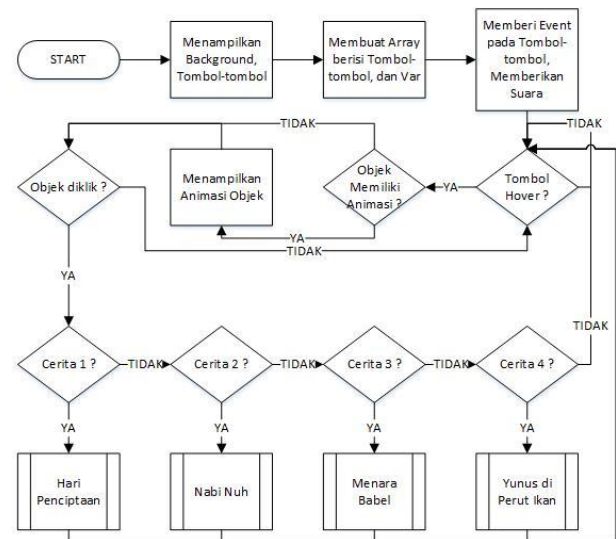 START
Menampilkan
Background,
Tombol-tombol
Membuat Array
berisi Tombol-
tombol, dan Var
Memberi Event
pada Tombol-
tombol,
Memberikan
Suara
TIDAK
TIDAK
Objek diklik ?
Menampilkan
Animasi Objek
Objek
Memiliki
Animasi ?
YA
Tombol
Hover ?
YA
TIDAK
YA
TIDAK
Cerita 1 ?
TIDAK
Cerita 2 ?
TIDAK
Cerita 3 ?
TIDAK
Cerita 4 ?
YA
YA
YA
YA
Hari
Penciptaan
Nabi Nuh
Menara
Babel
Yunus di
Perut Ikan